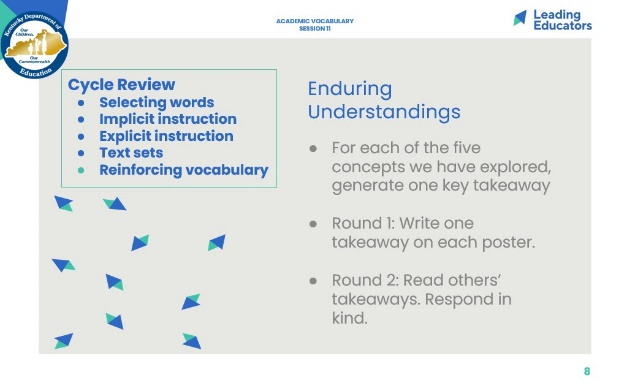 Kentucky Department of
Our Children,
Our Commonwealth
Education
ACADEMIC VOCABULARY
SESSION 11
Leading
Educators
Cycle Review
● Selecting words
● Implicit instruction
● Explicit instruction
● Text sets
● Reinforcing vocabulary
Enduring
Understandings
● For each of the five
concepts we have explored,
generate one key takeaway
● Round 1: Write one
takeaway on each poster.
● Round 2: Read others’
takeaways. Respond in
kind.
8